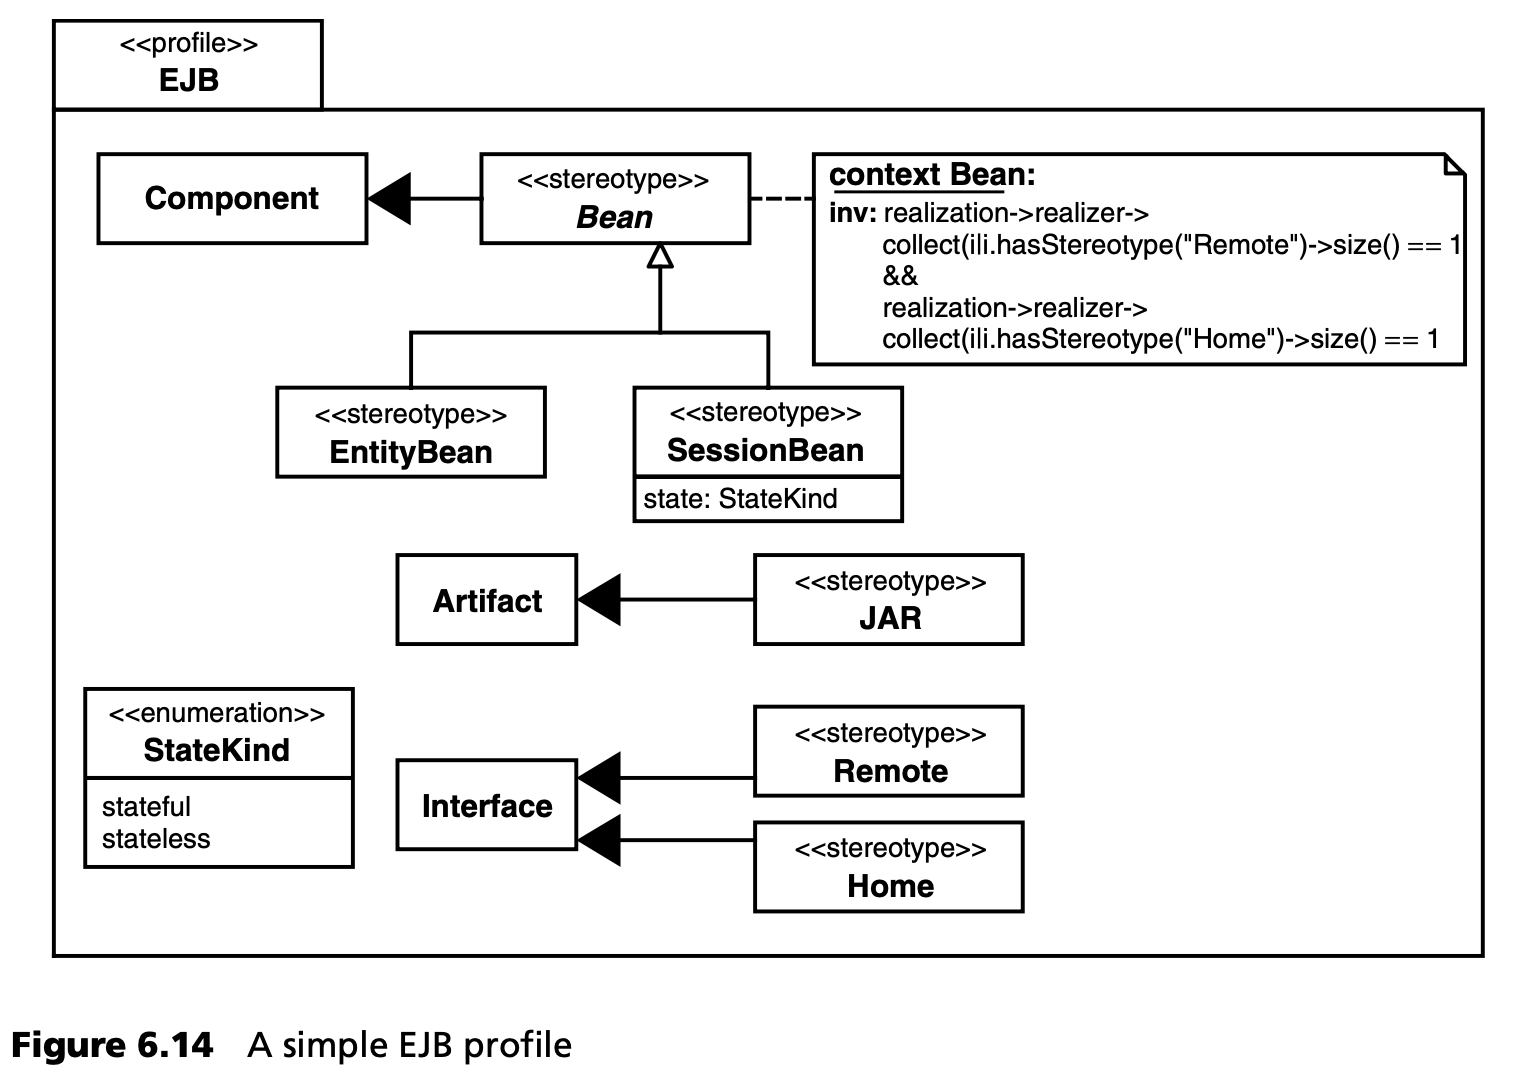 <<profile>>
EJB
Component
<<stereotype>>
Bean
context Bean:
inv: realization->realizer->
collect(ili.hasStereotype("Remote")->size() == 1
&&
realization->realizer->
collect(ili.hasStereotype("Home")->size() == 1
<<stereotype>>
EntityBean
<<stereotype>>
SessionBean
state: StateKind
Artifact
<<stereotype>>
JAR
<<enumeration>>
StateKind
stateful
stateless
Interface
<<stereotype>>
Remote
<<stereotype>>
Home
Figure 6.14 A simple EJB profile